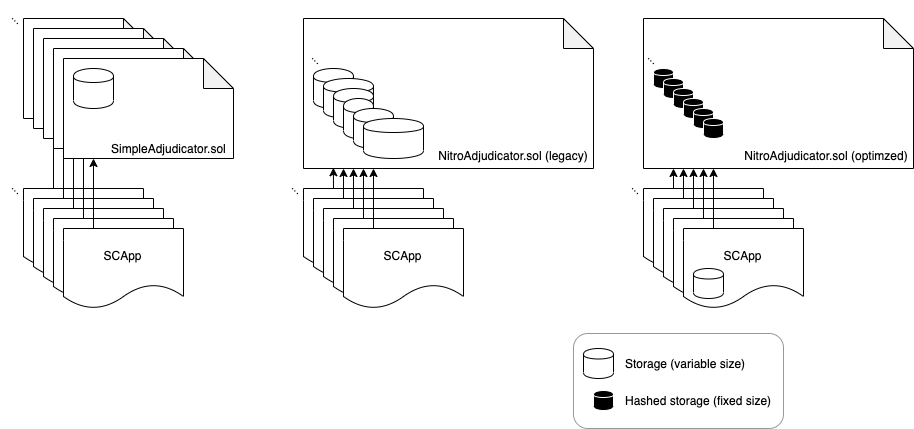 SimpleAdjudicator.sol
NitroAdjudicator.sol (legacy)
NitroAdjudicator.sol (optimzed)
SCApp
SCApp
SCApp
Storage (variable size)
Hashed storage (fixed size)